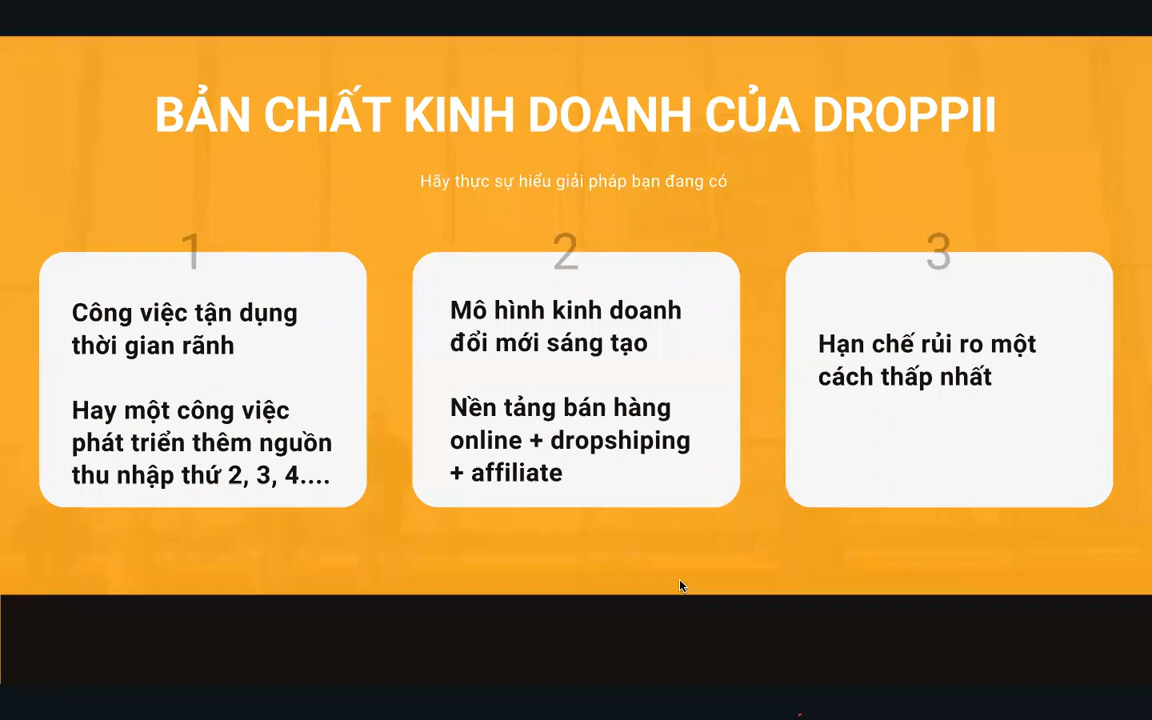 BẢN CHẤT KINH DOANH CỦA DROPPII
Hãy thực sự hiểu giải pháp bạn đang có
1
Công việc tận dụng
thời gian rãnh
Hay một công việc
phát triển thêm nguồn
thu nhập thứ 2, 3, 4....
2
Mô hình kinh doanh
đổi mới sáng tạo
Nền tảng bán hàng
online + dropshiping
+ affiliate
3
Hạn chế rủi ro một
cách thấp nhất